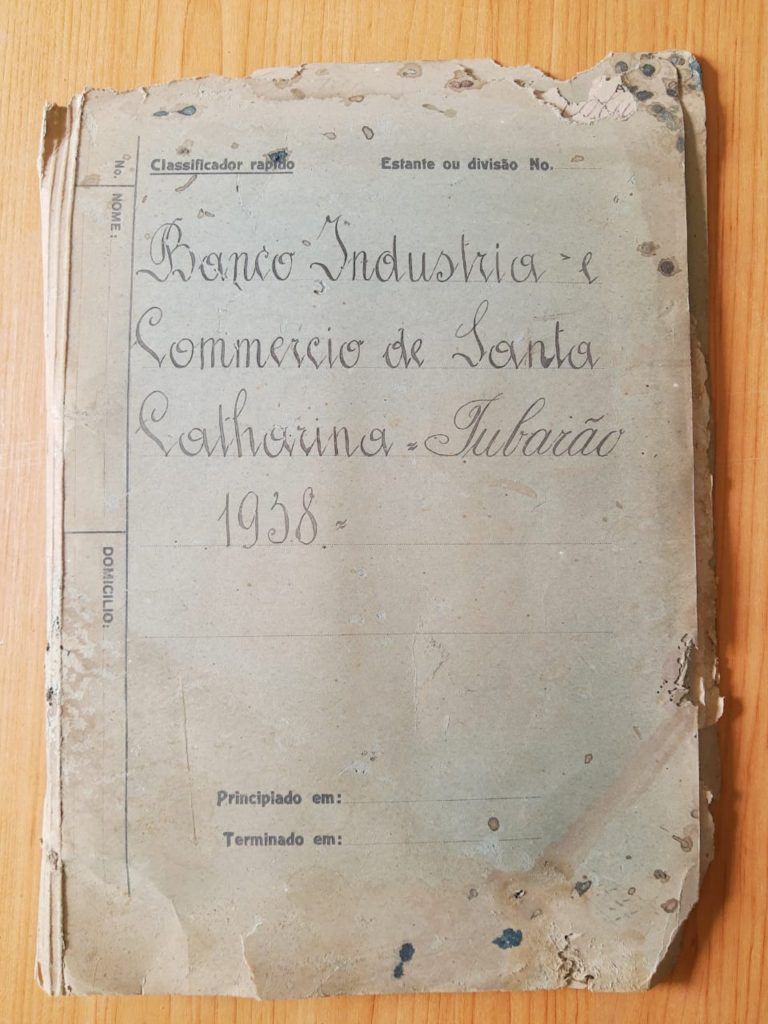 Classificador rapido
Estante ou divisão No.
No.
NOME:
DOMICILIO:
Banco Industria e
Commercio de Santa
Catharina = Tubarão
1938 =
Principiado em:
Terminado em: